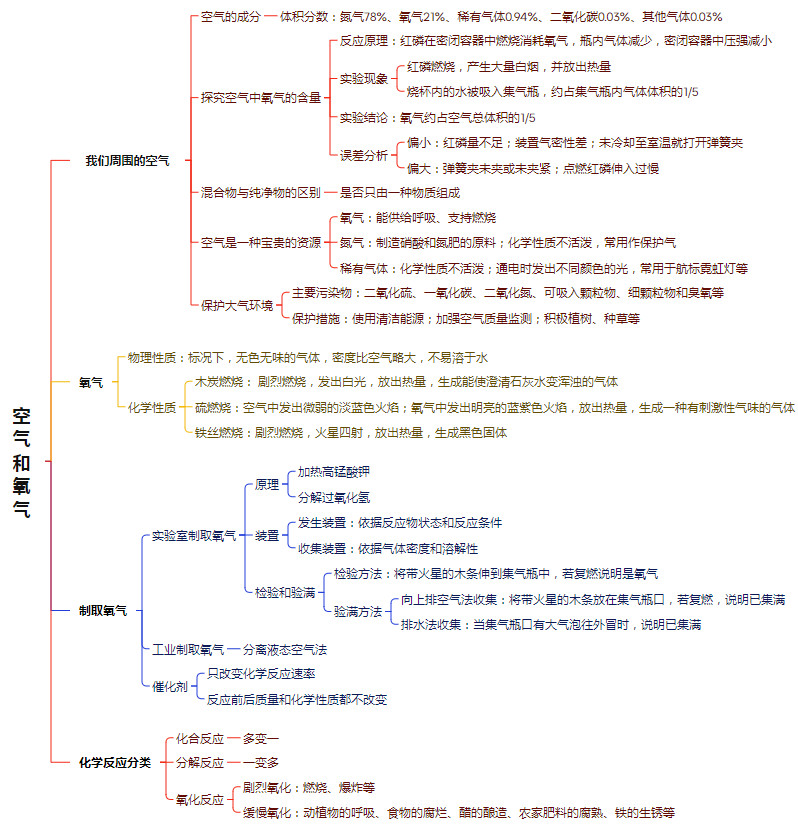 空气和氧气
我们周围的空气
空气的成分
体积分数：氮气78%、氧气21%、稀有气体0.94%、二氧化碳0.03%、其他气体0.03%
探究空气中氧气的含量
反应原理：红磷在密闭容器中燃烧消耗氧气，瓶内气体减少，密闭容器中压强减小
实验现象
红磷燃烧，产生大量白烟，并放出热量
烧杯内的水被吸入集气瓶，约占集气瓶内气体体积的1/5
实验结论：氧气约占空气总体积的1/5
误差分析
偏小：红磷量不足；装置气密性差；未冷却至室温就打开弹簧夹
偏大：弹簧夹未夹或未夹紧；点燃红磷伸入过慢
混合物与纯净物的区别
是否只由一种物质组成
空气是一种宝贵的资源
氧气：能供给呼吸、支持燃烧
氮气：制造硝酸和氮肥的原料；化学性质不活泼，常用作保护气
稀有气体：化学性质不活泼；通电时发出不同颜色的光，常用于航标霓虹灯等
保护大气环境
主要污染物：二氧化硫、一氧化碳、二氧化氮、可吸入颗粒物、细颗粒物和臭氧等
保护措施：使用清洁能源；加强空气质量监测；积极植树、种草等
氧气
物理性质：标况下，无色无味的气体，密度比空气略大，不易溶于水
化学性质
木炭燃烧： 剧烈燃烧，发出白光，放出热量，生成能使澄清石灰水变浑浊的气体
硫燃烧：空气中发出微弱的淡蓝色火焰；氧气中发出明亮的蓝紫色火焰，放出热量，生成一种有刺激性气味的气体
铁丝燃烧：剧烈燃烧，火星四射，放出热量，生成黑色固体
制取氧气
实验室制取氧气
原理
加热高锰酸钾
分解过氧化氢
装置
发生装置：依据反应物状态和反应条件
收集装置：依据气体密度和溶解性
检验和验满
检验方法：将带火星的木条伸到集气瓶中，若复燃说明是氧气
验满方法
向上排空气法收集：将带火星的木条放在集气瓶口，若复燃，说明已集满
排水法收集：当集气瓶口有大气泡往外冒时，说明已集满
工业制取氧气
分离液态空气法
催化剂
只改变化学反应速率
反应前后质量和化学性质都不改变
化学反应分类
化合反应
多变一
分解反应
一变多
氧化反应
剧烈氧化：燃烧、爆炸等
缓慢氧化：动植物的呼吸、食物的腐烂、醋的酿造、农家肥料的腐熟、铁的生锈等